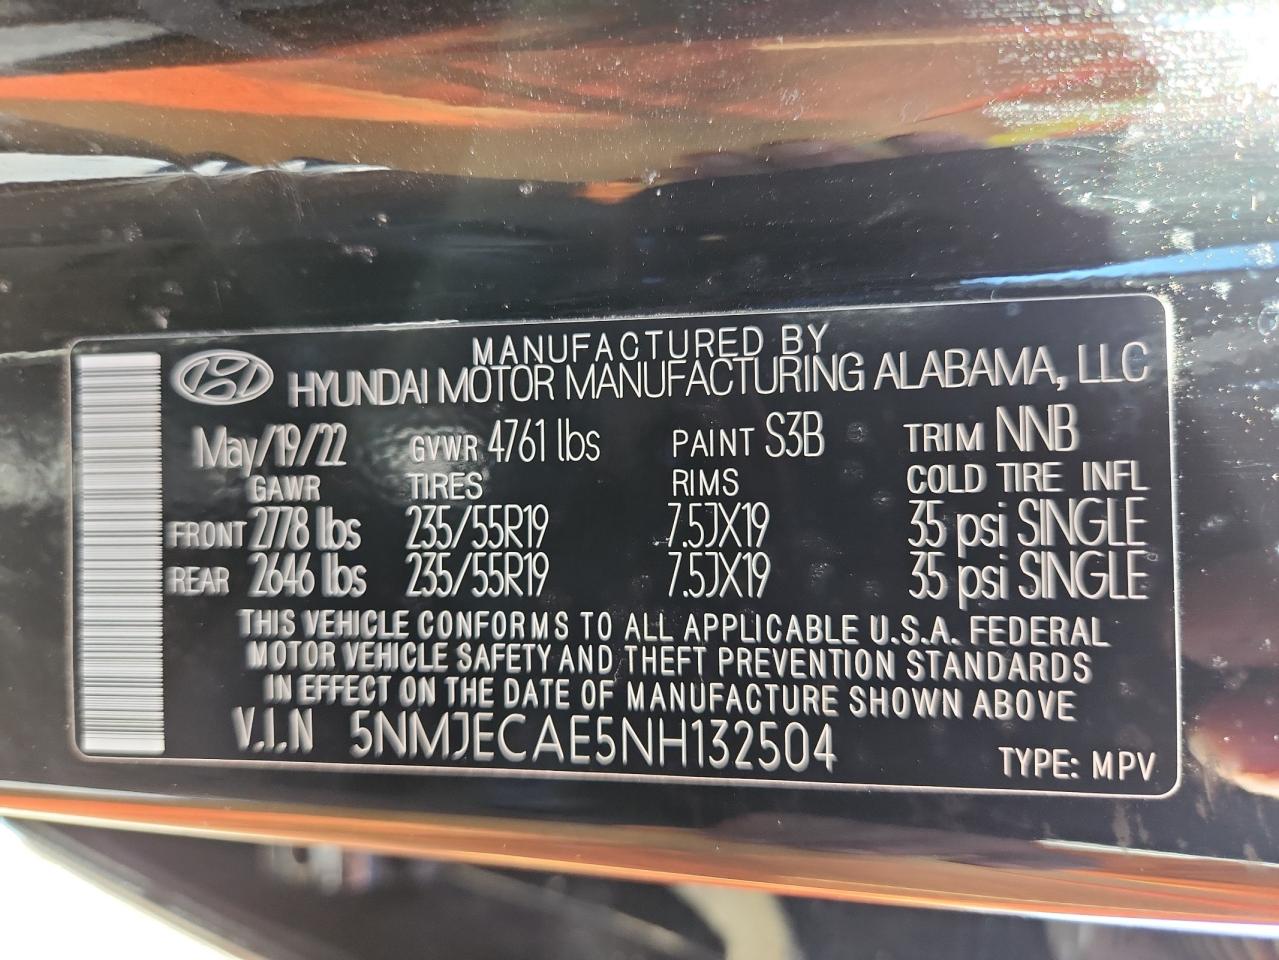 MANUFACTURED BY
HYUNDAI MOTOR MANUFACTURING ALABAMA, LLC
May/19/22 GVWR 4761 lbs PAINT S3B TRIM NNB
GAWR TIRES RIMS COLD TIRE INFL
FRONT 2778 lbs 235/55R19 7.5JX19 35 psi SINGLE
REAR 2646 lbs 235/55R19 7.5JX19 35 psi SINGLE
THIS VEHICLE CONFORMS TO ALL APPLICABLE U.S.A. FEDERAL
MOTOR VEHICLE SAFETY AND THEFT PREVENTION STANDARDS
IN EFFECT ON THE DATE OF MANUFACTURE SHOWN ABOVE
V.I.N 5NMJECAE5NH132504
TYPE: MPV